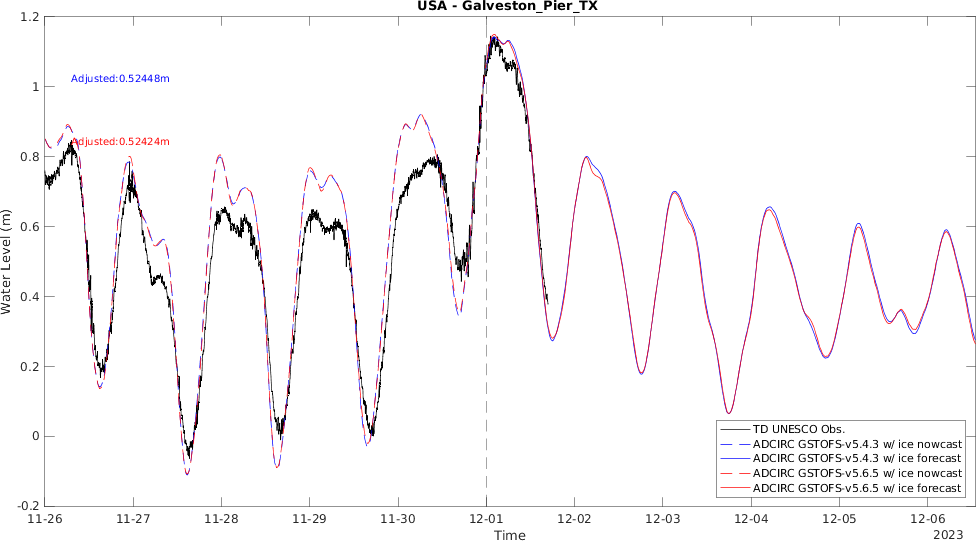 USA - Galveston_Pier_TX
1.2
1
0.8
0.6
0.4
0.2
0
-0.2
Water Level (m)
Adjusted:0.52448m
Adjusted:0.52424m
TD UNESCO Obs.
ADCIRC GSTOFS-v5.4.3 w/ ice nowcast
ADCIRC GSTOFS-v5.4.3 w/ ice forecast
ADCIRC GSTOFS-v5.6.5 w/ ice nowcast
ADCIRC GSTOFS-v5.6.5 w/ ice forecast
11-26 11-27 11-28 11-29 11-30 12-01 12-02 12-03 12-04 12-05 12-06
Time
2023